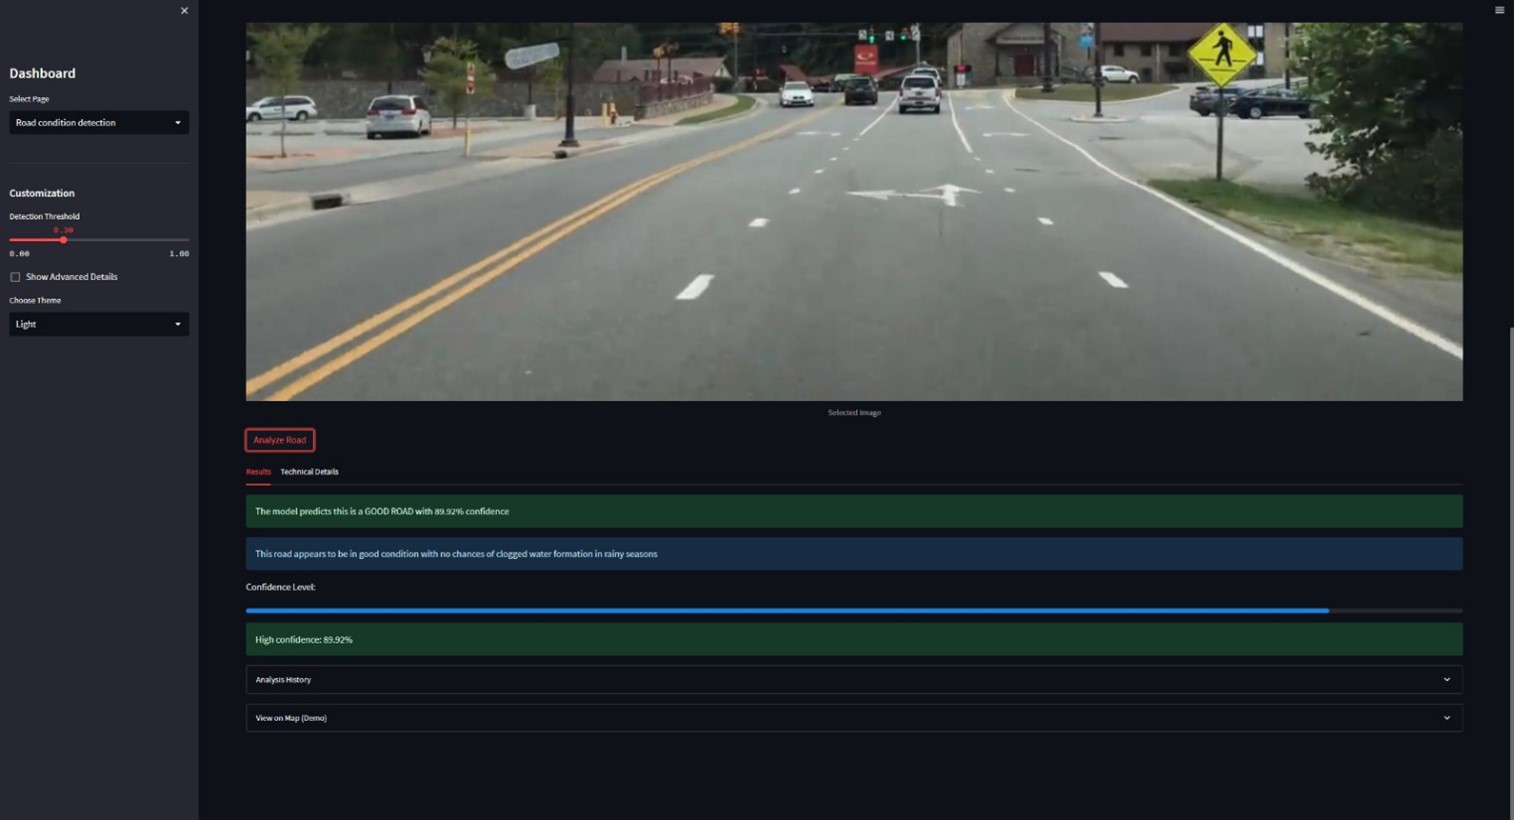 Dashboard
Select Page
Road condition detection
Customization
Detection Threshold
0.30
0.00 1.00
Show Advanced Details
Choose Theme
Light
Selected Image
Analyze Road
Results Technical Details
The model predicts this is a GOOD ROAD with 89.92% confidence
This road appears to be in good condition with no chances of clogged water formation in rainy seasons
Confidence Level:
High confidence: 89.92%
Analysis History
View on Map (Demo)